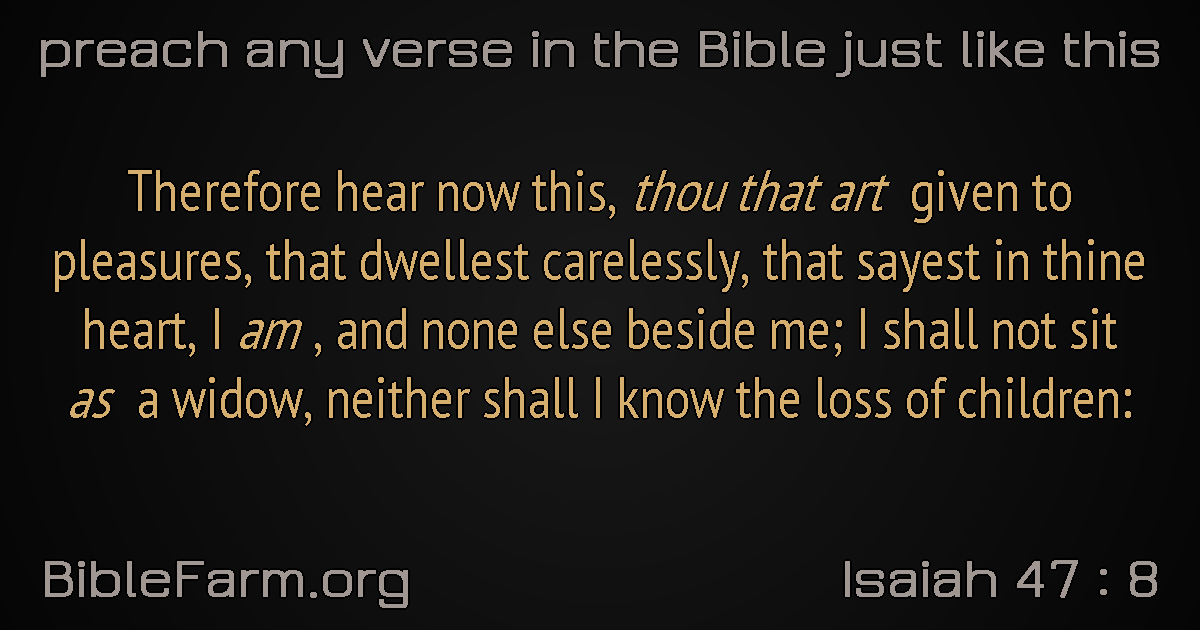 preach any verse in the Bible just like this
Therefore hear now this, thou that art given to
pleasures, that dwellest carelessly, that sayest in thine
heart, I am , and none else beside me; I shall not sit
as a widow, neither shall I know the loss of children:
BibleFarm.org
Isaiah 47 : 8